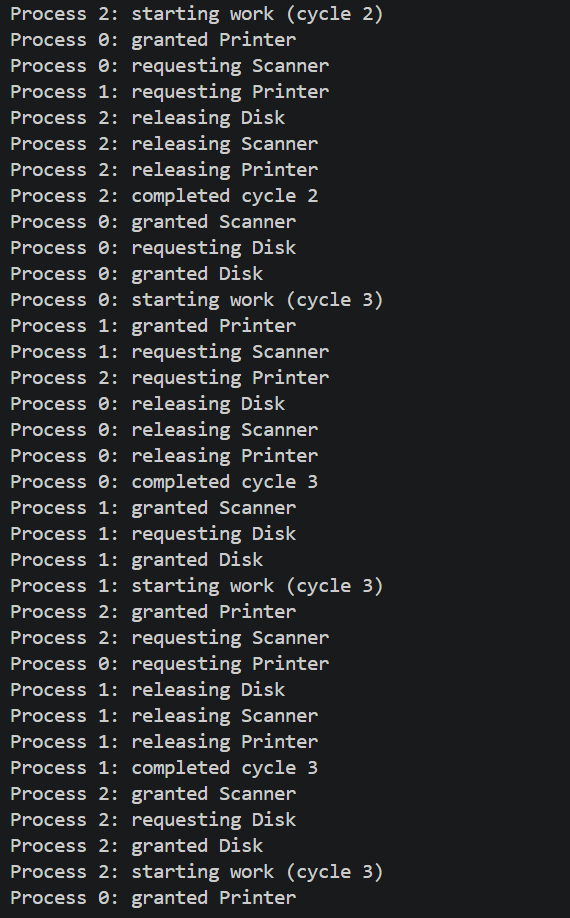 Process 2: starting work (cycle 2)
Process 0: granted Printer
Process 0: requesting Scanner
Process 1: requesting Printer
Process 2: releasing Disk
Process 2: releasing Scanner
Process 2: releasing Printer
Process 2: completed cycle 2
Process 0: granted Scanner
Process 0: requesting Disk
Process 0: granted Disk
Process 0: starting work (cycle 3)
Process 1: granted Printer
Process 1: requesting Scanner
Process 2: requesting Printer
Process 0: releasing Disk
Process 0: releasing Scanner
Process 0: releasing Printer
Process 0: completed cycle 3
Process 1: granted Scanner
Process 1: requesting Disk
Process 1: granted Disk
Process 1: starting work (cycle 3)
Process 2: granted Printer
Process 2: requesting Scanner
Process 0: requesting Printer
Process 1: releasing Disk
Process 1: releasing Scanner
Process 1: releasing Printer
Process 1: completed cycle 3
Process 2: granted Scanner
Process 2: requesting Disk
Process 2: granted Disk
Process 2: starting work (cycle 3)
Process 0: granted Printer